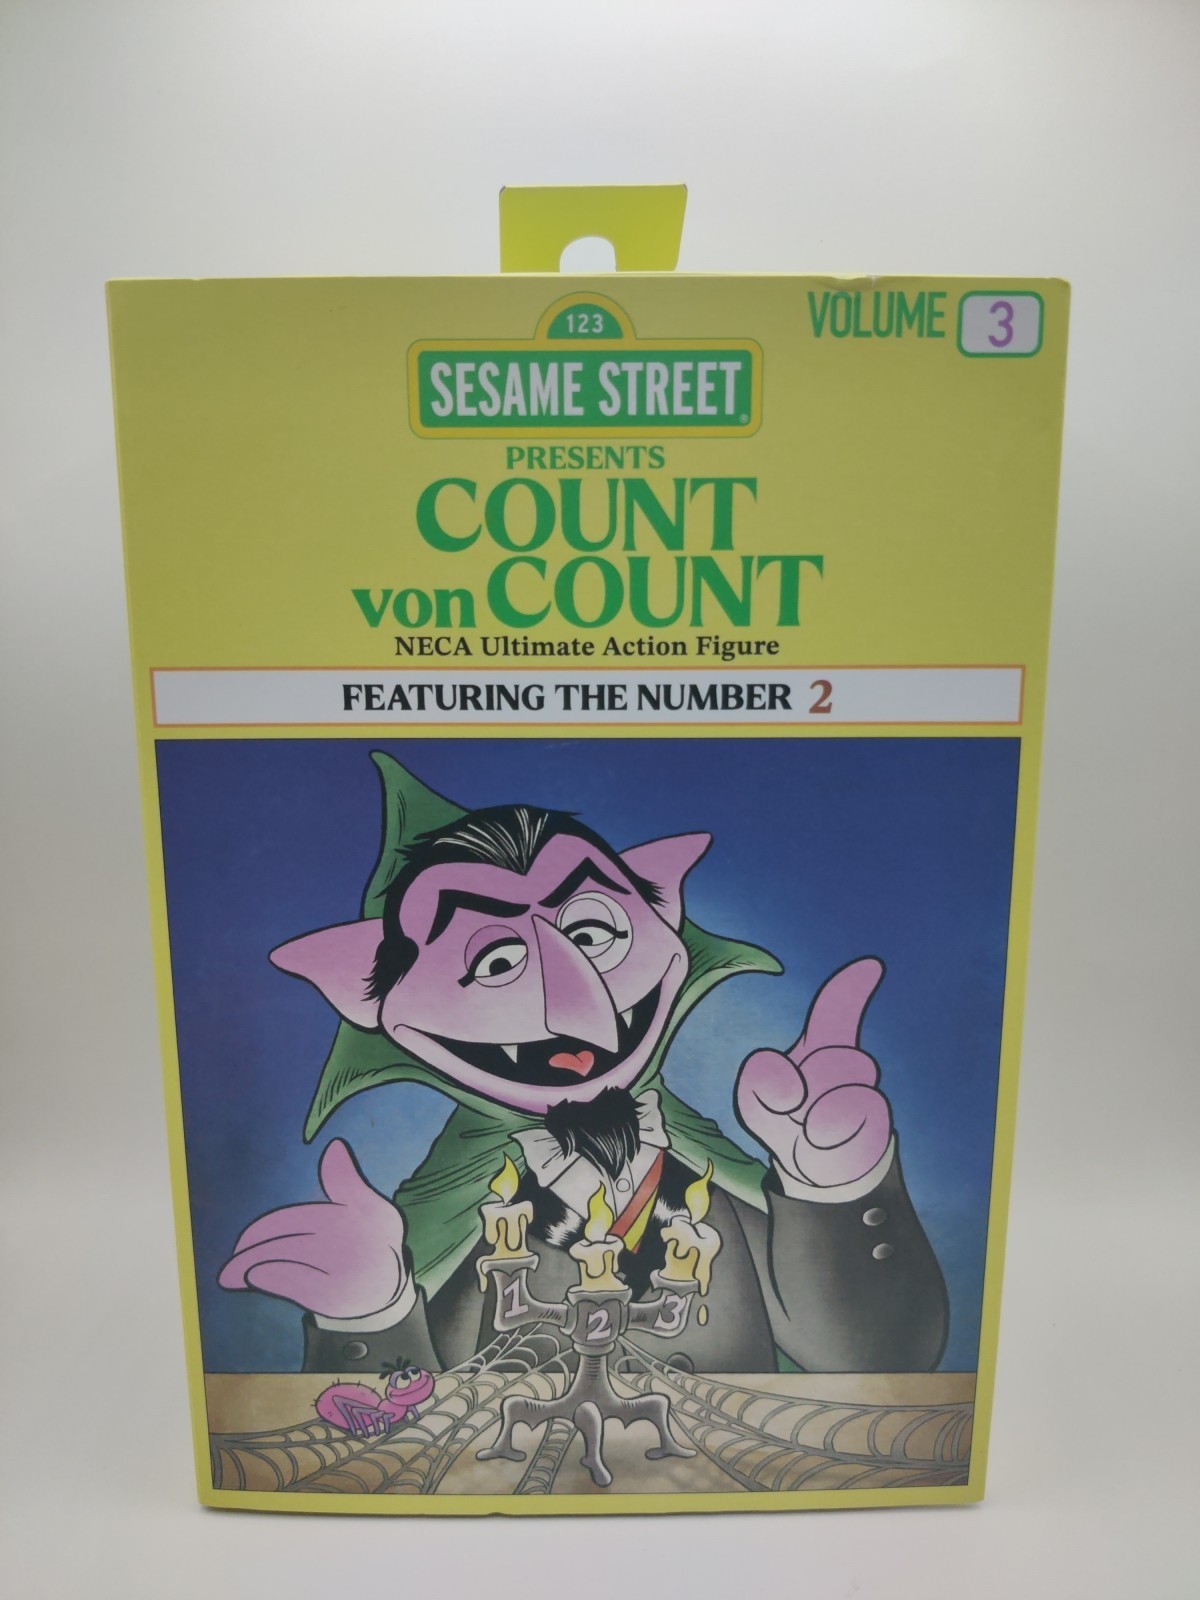 VOLUME 3
123
SESAME STREET®
PRESENTS
COUNT
von COUNT
NECA Ultimate Action Figure
FEATURING THE NUMBER 2
1 2 3